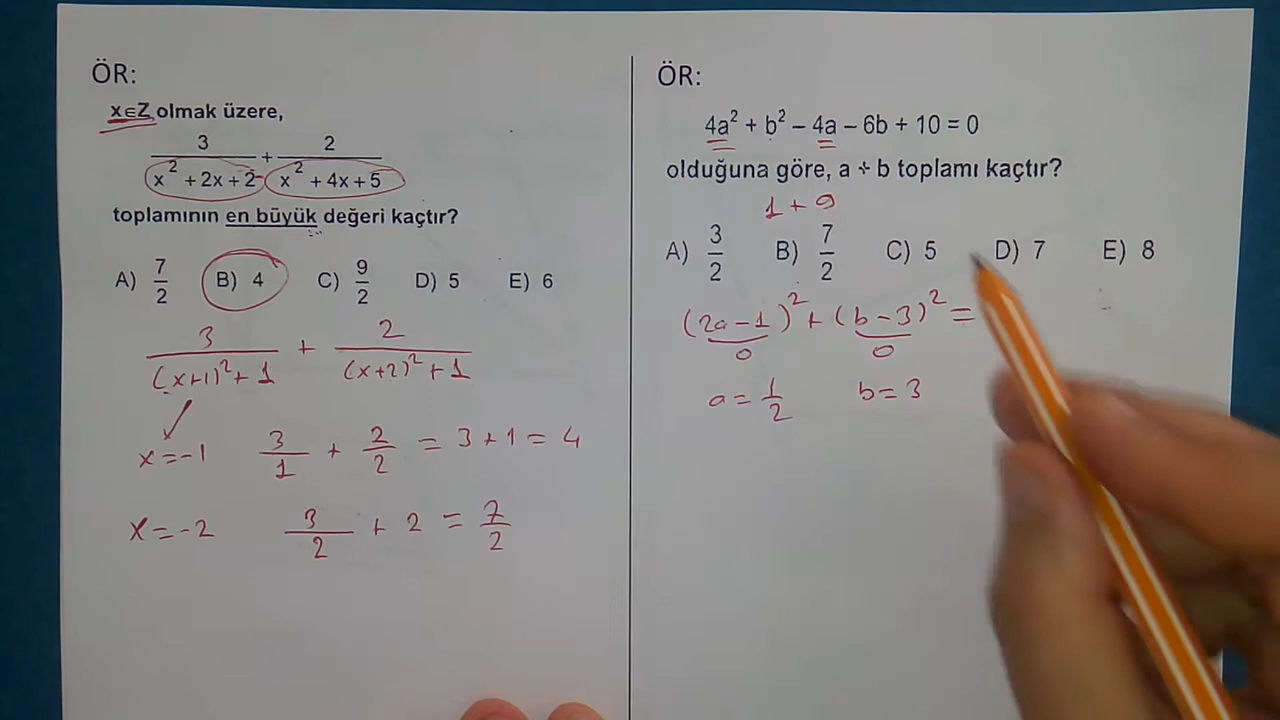 ÖR:
x∈Z olmak üzere,
3/(x² + 2x + 2) + 2/(x² + 4x + 5)
toplamının en büyük değeri kaçtır?
A) 7/2 B) 4 C) 9/2 D) 5 E) 6
3/((x+1)² + 1) + 2/((x+2)² + 1)
x = -1 3/1 + 2/2 = 3 + 1 = 4
x = -2 3/2 + 2 = 7/2
ÖR:
4a² + b² − 4a − 6b + 10 = 0
olduğuna göre, a + b toplamı kaçtır?
1 + 9
A) 3/2 B) 7/2 C) 5 D) 7 E) 8
(2a − 1)² + (b − 3)² =
0 0
a = 1/2 b = 3